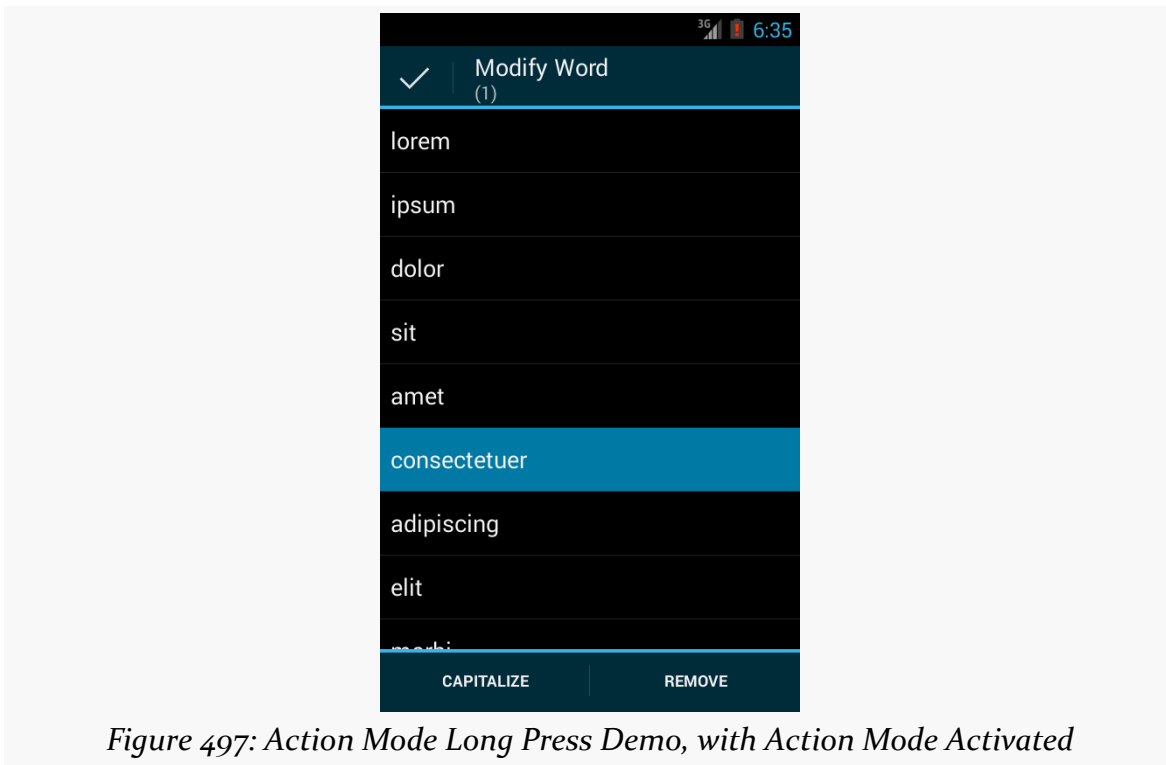 3G 6:35
Modify Word
(1)
lorem
ipsum
dolor
sit
amet
consectetuer
adipiscing
elit
morbi
CAPITALIZE REMOVE
Figure 497: Action Mode Long Press Demo, with Action Mode Activated